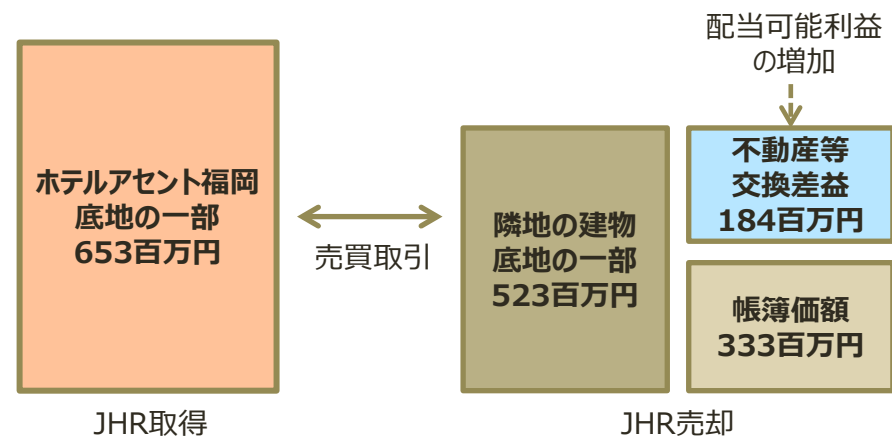 配当可能利益
の増加
ホテルアセント福岡
底地の一部
653百万円
売買取引
隣地の建物
底地の一部
523百万円
不動産等
交換差益
184百万円
帳簿価額
333百万円
JHR取得
JHR売却